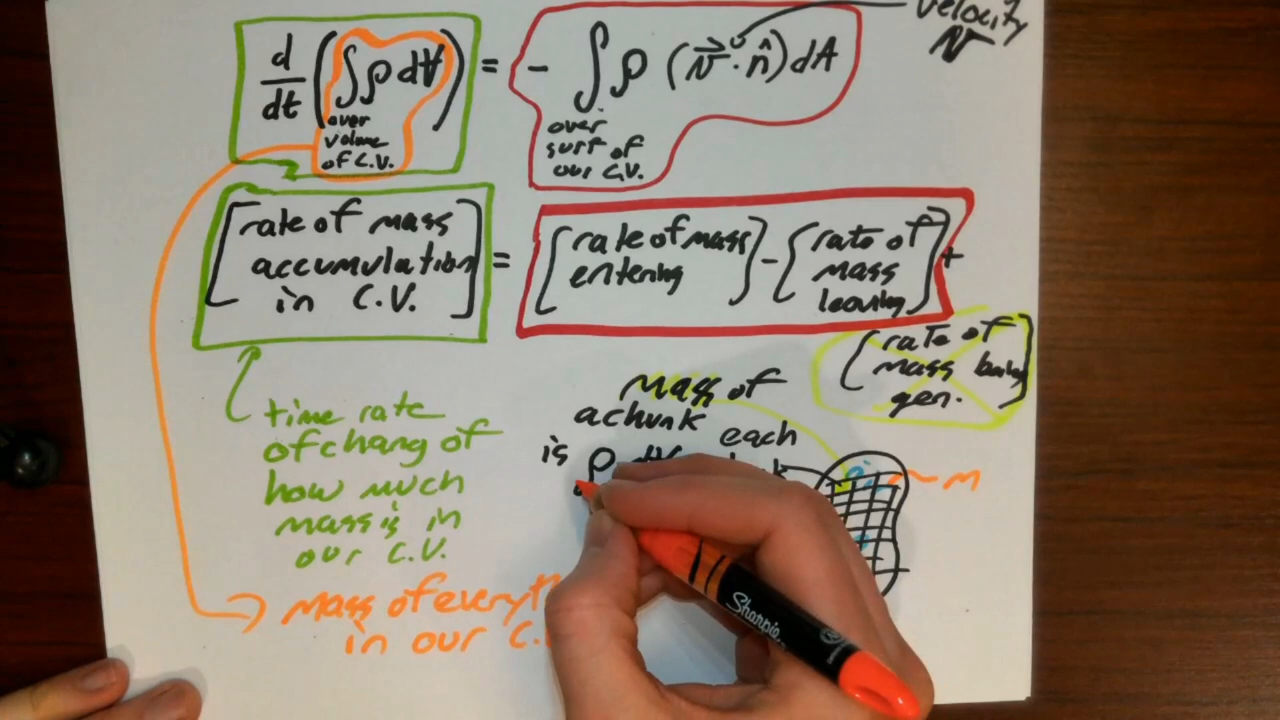 velocity
v
d/dt (∫ρ dV) = - ∫ρ (v⃗ · n̂) dA
over
volume
of C.V.
over
surf of
our C.V.
[rate of mass
accumulation
in C.V.]
=
[rate of mass
entering]
-
[rate of
mass
leaving]
+
[rate of
mass being
gen.]
time rate
of chang of
how much
mass is in
our C.V.
mass of
a chunk
is ρ
each
m
mass of
in our
Sharpie